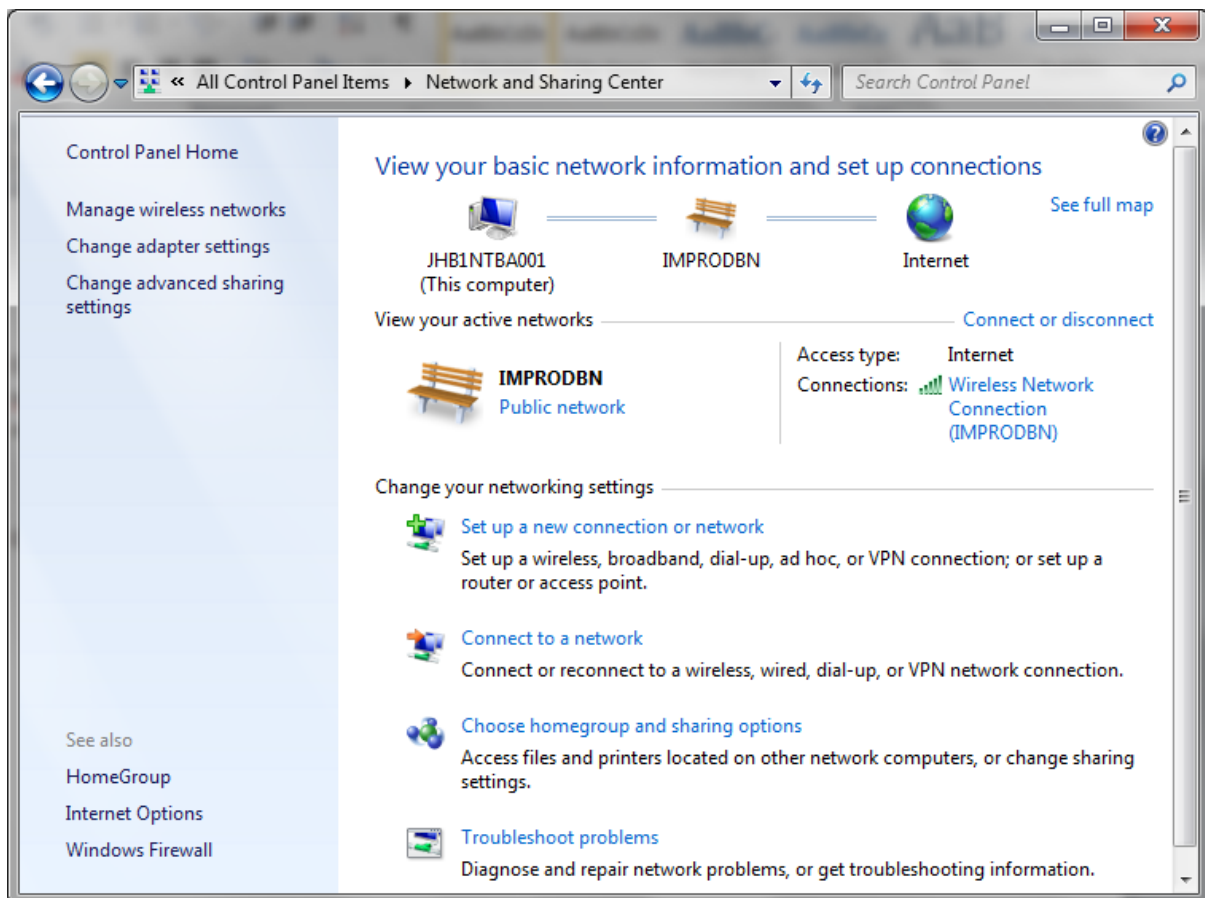 « All Control Panel Items ▸ Network and Sharing Center
Search Control Panel
Control Panel Home
Manage wireless networks
Change adapter settings
Change advanced sharing
settings
See also
HomeGroup
Internet Options
Windows Firewall
View your basic network information and set up connections
See full map
JHB1NTBA001
(This computer)
IMPRODBN
Internet
View your active networks
Connect or disconnect
IMPRODBN
Public network
Access type: Internet
Connections: Wireless Network
Connection
(IMPRODBN)
Change your networking settings
Set up a new connection or network
Set up a wireless, broadband, dial-up, ad hoc, or VPN connection; or set up a
router or access point.
Connect to a network
Connect or reconnect to a wireless, wired, dial-up, or VPN network connection.
Choose homegroup and sharing options
Access files and printers located on other network computers, or change sharing
settings.
Troubleshoot problems
Diagnose and repair network problems, or get troubleshooting information.